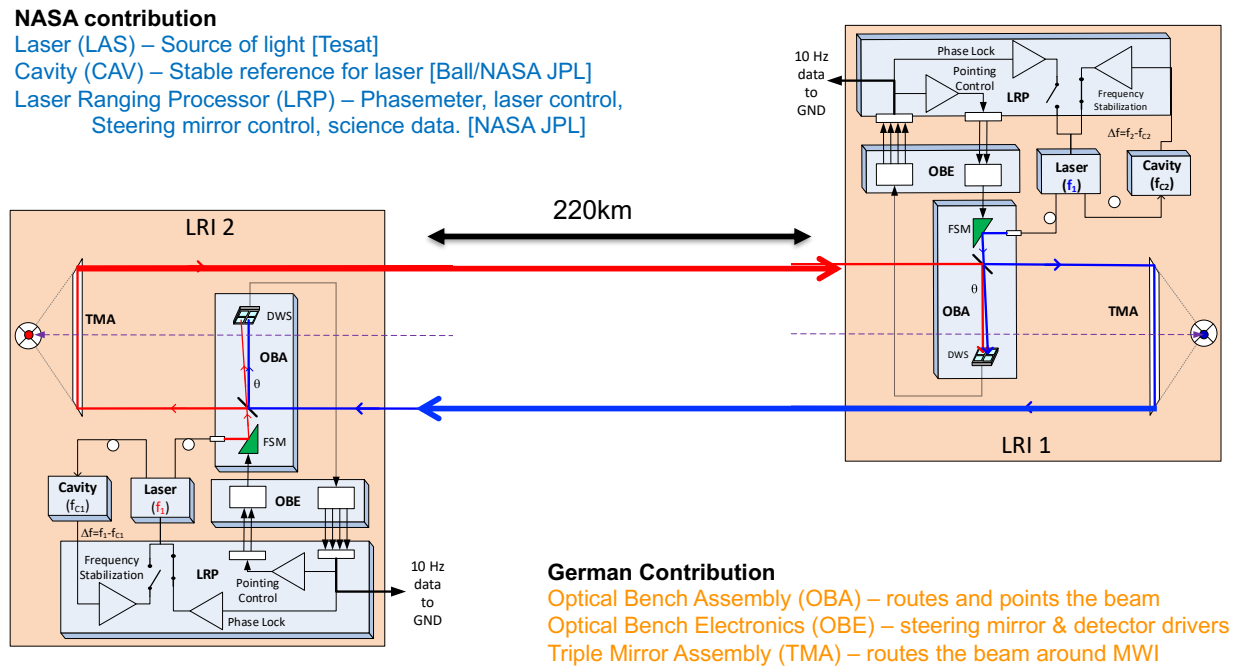 NASA contribution
Laser (LAS) – Source of light [Tesat]
Cavity (CAV) – Stable reference for laser [Ball/NASA JPL]
Laser Ranging Processor (LRP) – Phasemeter, laser control,
Steering mirror control, science data. [NASA JPL]
10 Hz
data
to
GND
Phase Lock
Pointing
Control
LRP
Frequency
Stabilization
Δf=f2-fC2
OBE
Laser
(f1)
Cavity
(fC2)
FSM
θ
OBA
DWS
TMA
LRI 1
220km
LRI 2
TMA
DWS
OBA
θ
FSM
Cavity
(fC1)
Laser
(f1)
OBE
Δf=f1-fC1
Frequency
Stabilization
LRP
Pointing
Control
Phase Lock
10 Hz
data
to
GND
German Contribution
Optical Bench Assembly (OBA) – routes and points the beam
Optical Bench Electronics (OBE) – steering mirror & detector drivers
Triple Mirror Assembly (TMA) – routes the beam around MWI